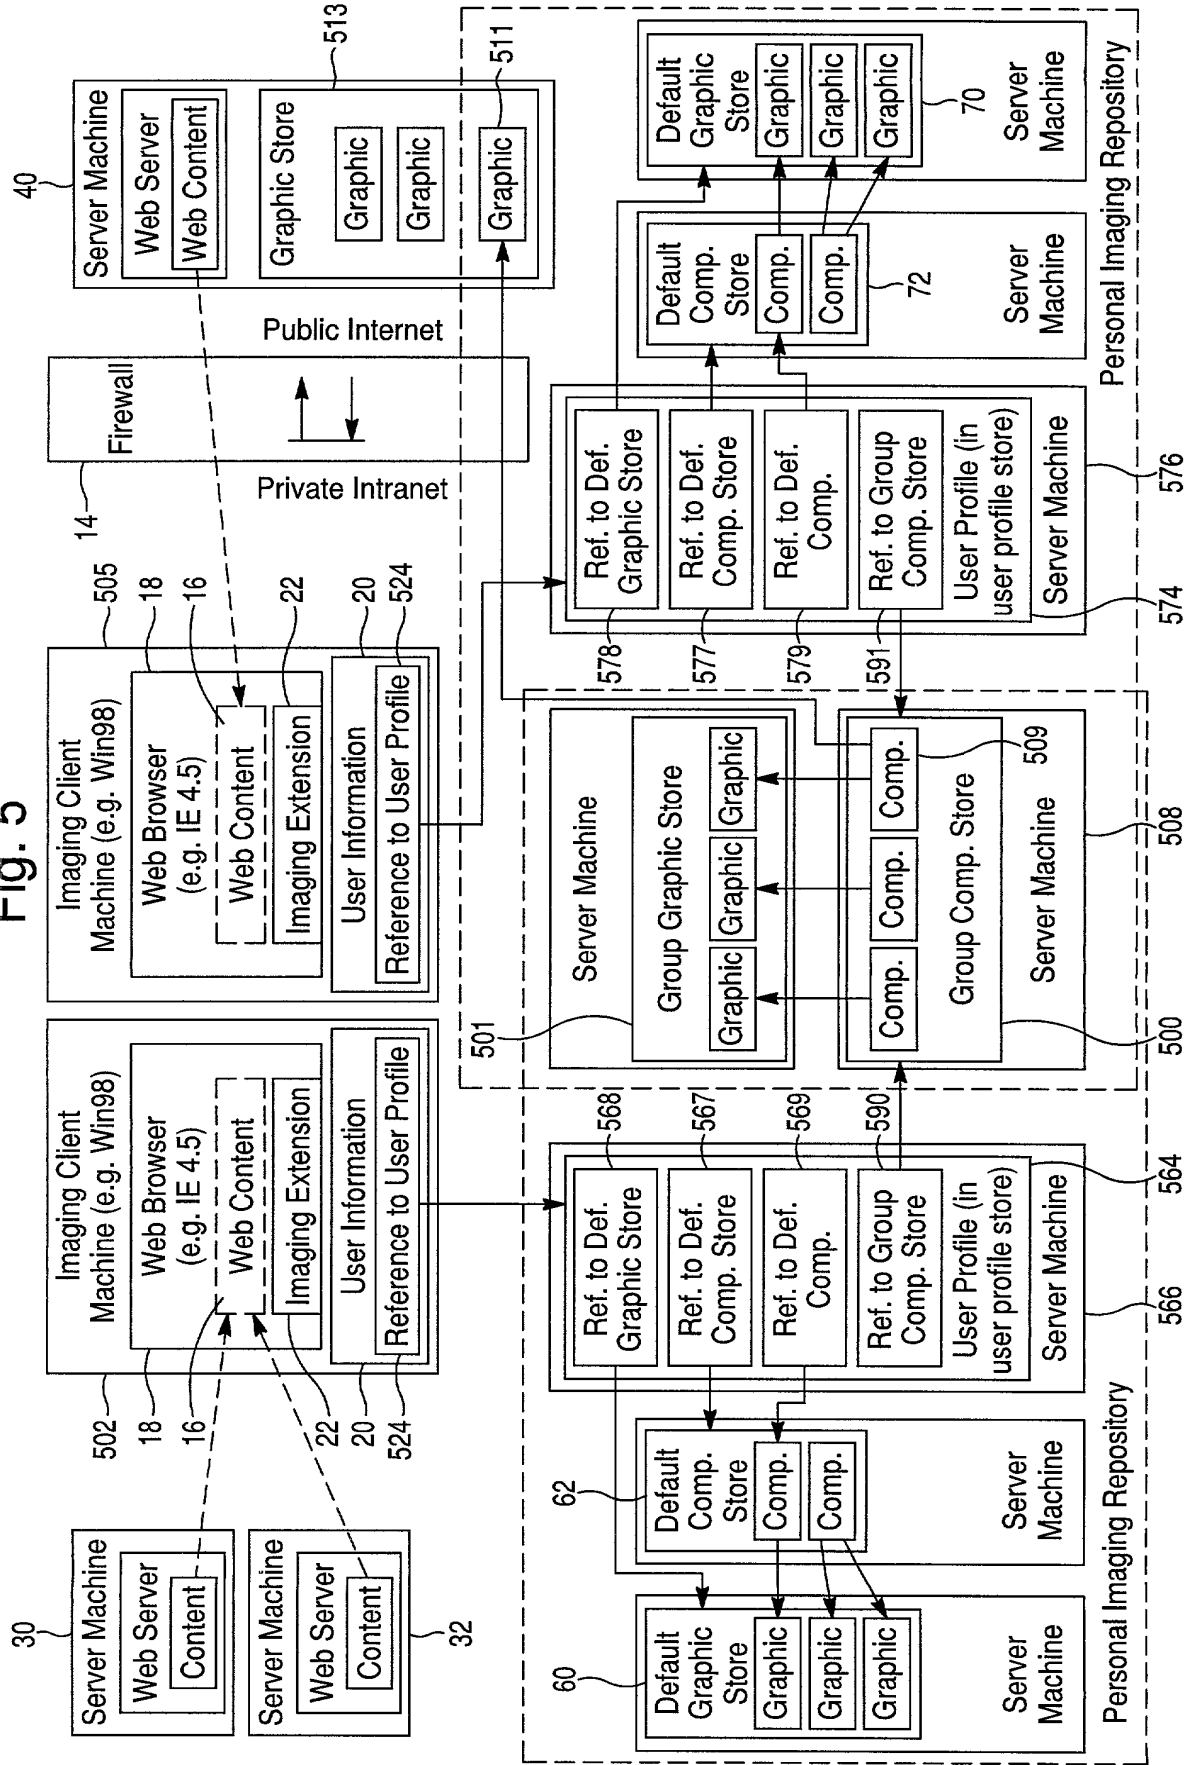 Fig. 5
30
Server Machine
Web Server
Content
Server Machine
Web Server
Content
32
Imaging Client
Machine (e.g. Win98)
Web Browser
(e.g. IE 4.5)
Web Content
Imaging Extension
User Information
Reference to User Profile
502
18
16
22
20
524
Imaging Client
Machine (e.g. Win98)
Web Browser
(e.g. IE 4.5)
Web Content
Imaging Extension
User Information
Reference to User Profile
505
18
16
22
20
524
14
Firewall
Private Intranet
Public Internet
40
Server Machine
Web Server
Web Content
Graphic Store
Graphic
Graphic
Graphic
513
511
60
Default
Graphic
Store
Graphic
Graphic
Graphic
Server
Machine
62
Default
Comp.
Store
Comp.
Comp.
Server
Machine
Personal Imaging Repository
Ref. to Def.
Graphic Store
Ref. to Def.
Comp. Store
Ref. to Def.
Comp.
Ref. to Group
Comp. Store
User Profile (in
user profile store)
Server Machine
568
567
569
590
564
566
501
Server Machine
Group Graphic Store
Graphic
Graphic
Graphic
Comp.
Comp.
Comp.
509
Group Comp. Store
Server Machine
500
508
578
577
579
591
Ref. to Def.
Graphic Store
Ref. to Def.
Comp. Store
Ref. to Def.
Comp.
Ref. to Group
Comp. Store
User Profile (in
user profile store)
Server Machine
574
576
Default
Comp.
Store
Comp.
Comp.
72
Server
Machine
Default
Graphic
Store
Graphic
Graphic
Graphic
70
Server
Machine
Personal Imaging Repository